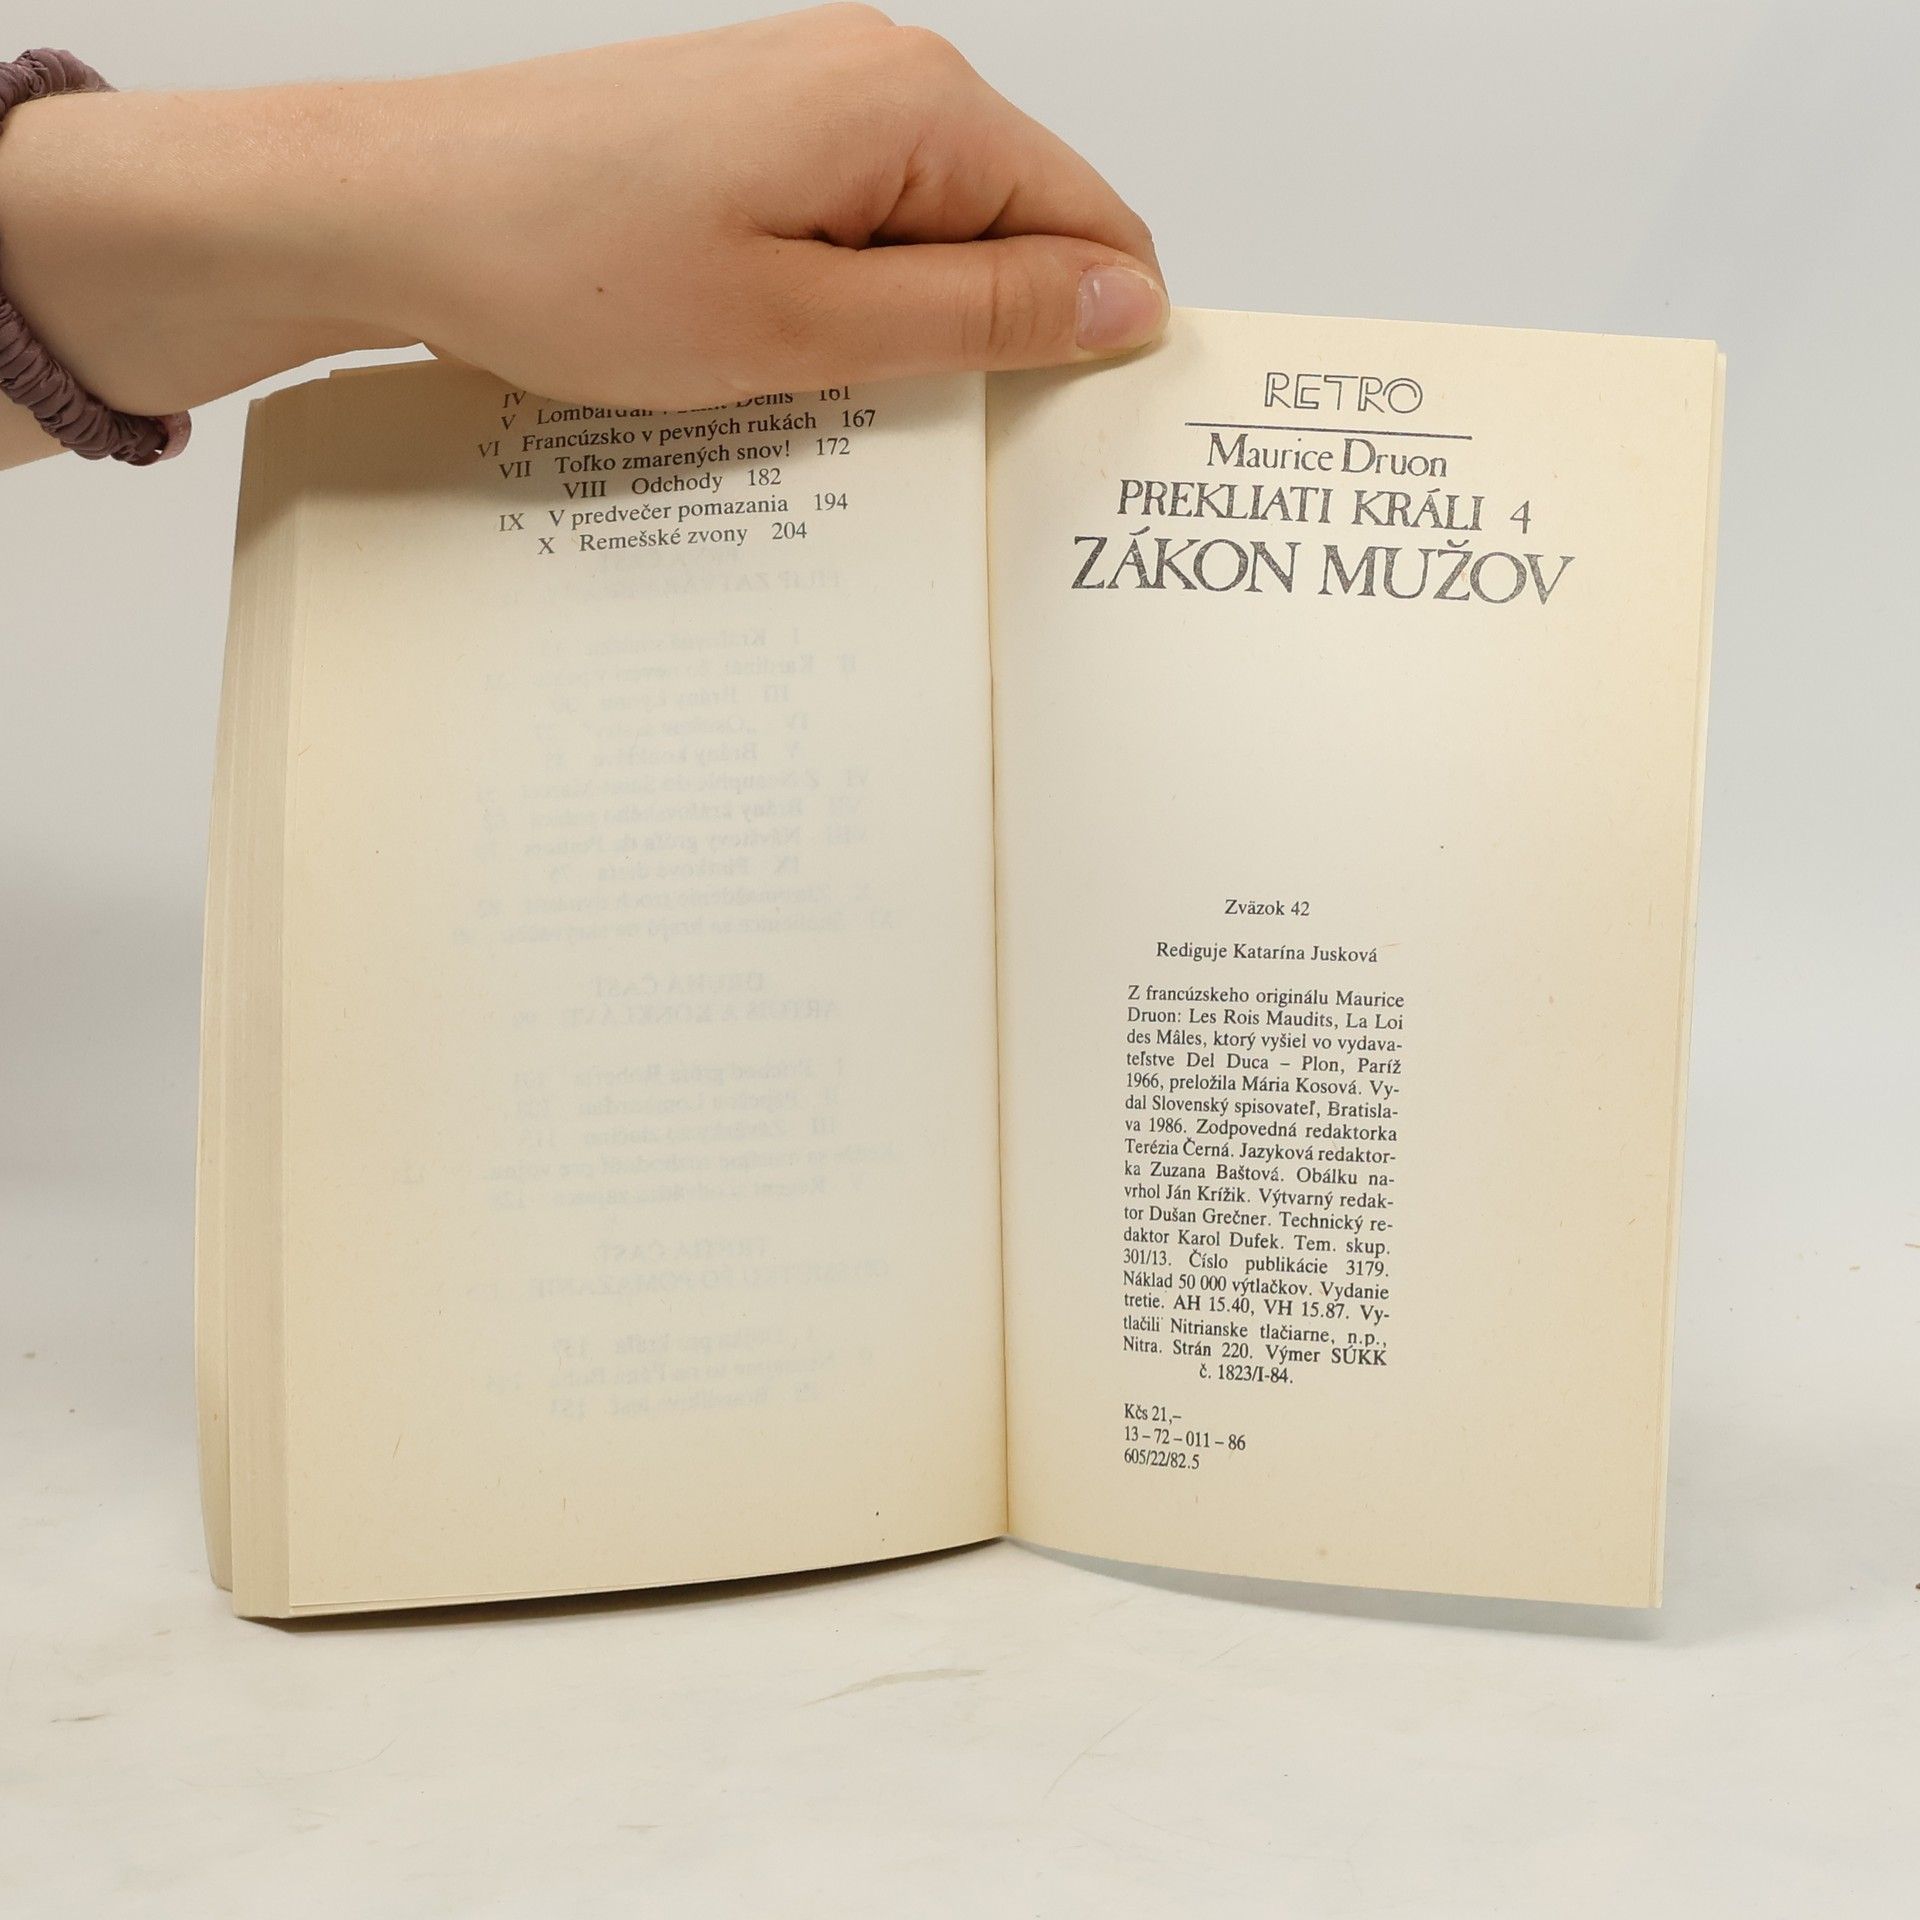 IV
V Lombarďan v Saint Denis 161
VI Francúzsko v pevných rukách 167
VII Toľko zmarených snov! 172
VIII Odchody 182
IX V predvečer pomazania 194
X Remešské zvony 204
RETRO
Maurice Druon
PREKLIATI KRÁLI 4
ZÁKON MUŽOV
Zväzok 42
Rediguje Katarína Jusková
Z francúzskeho originálu Maurice
Druon: Les Rois Maudits, La Loi
des Mâles, ktorý vyšiel vo vydava-
teľstve Del Duca – Plon, Paríž
1966, preložila Mária Kosová. Vy-
dal Slovenský spisovateľ, Bratisla-
va 1986. Zodpovedná redaktorka
Terézia Černá. Jazyková redaktor-
ka Zuzana Baštová. Obálku na-
vrhol Ján Krížik. Výtvarný redak-
tor Dušan Grečner. Technický re-
daktor Karol Dufek. Tem. skup.
301/13. Číslo publikácie 3179.
Náklad 50 000 výtlačkov. Vydanie
tretie. AH 15.40, VH 15.87. Vy-
tlačili Nitrianske tlačiarne, n.p.,
Nitra. Strán 220. Výmer SÚKK
č. 1823/I-84.
Kčs 21,–
13 – 72 – 011 – 86
605/22/82.5